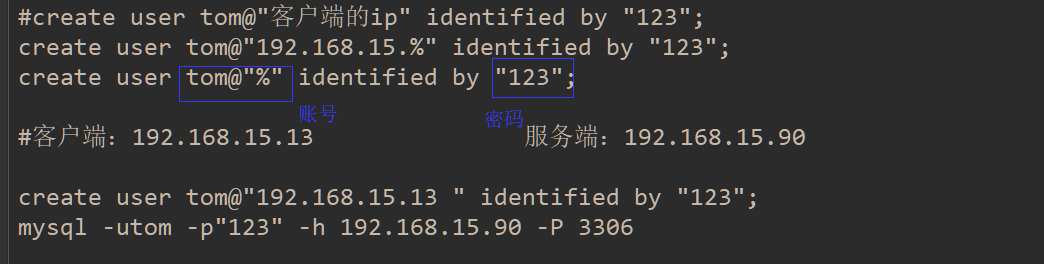 #create user tom@"客户端的ip" identified by "123";
create user tom@"192.168.15.%" identified by "123";
create user tom@"%" identified by "123";
账号 密码
#客户端：192.168.15.13 服务端：192.168.15.90
create user tom@"192.168.15.13 " identified by "123";
mysql -utom -p"123" -h 192.168.15.90 -P 3306